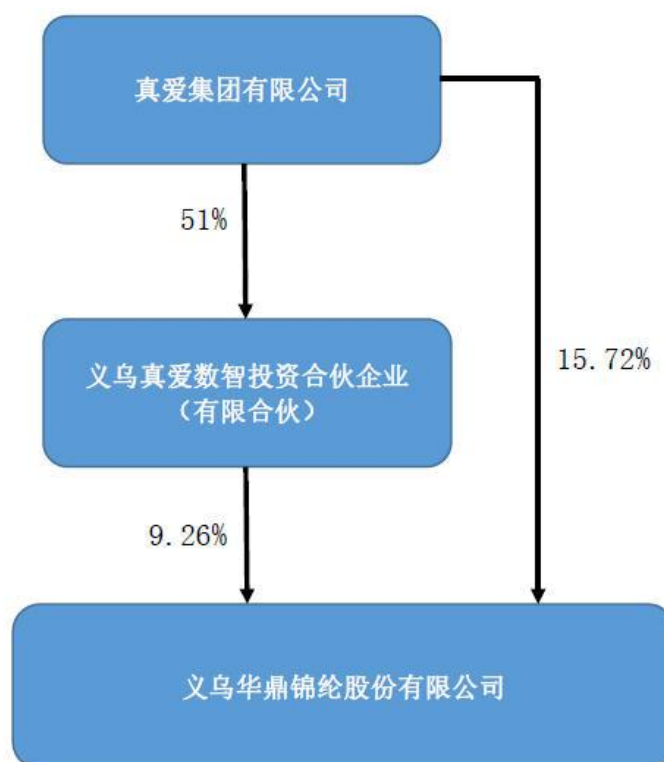 真爱集团有限公司
51%
义乌真爱数智投资合伙企业
（有限合伙）
15.72%
9.26%
义乌华鼎锦纶股份有限公司